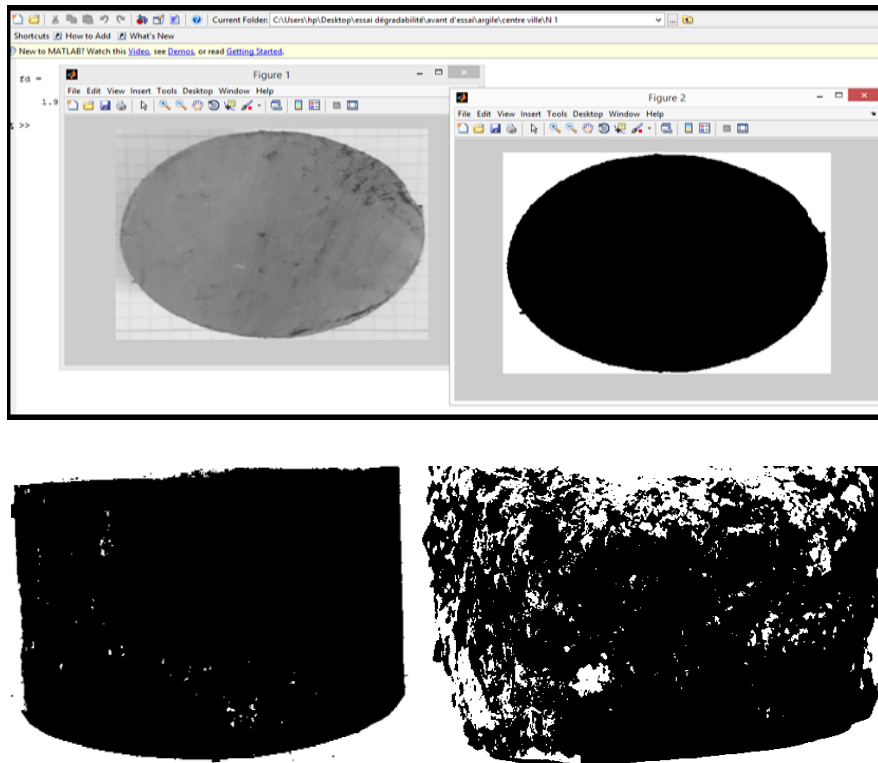 Current Folder: C:\Users\hp\Desktop\essai dégradabilité\avant d'essai\argile\centre ville\N 1
Shortcuts How to Add What's New
New to MATLAB? Watch this Video, see Demos, or read Getting Started.
fd =
1.9
>>
Figure 1
File Edit View Insert Tools Desktop Window Help
Figure 2
File Edit View Insert Tools Desktop Window Help